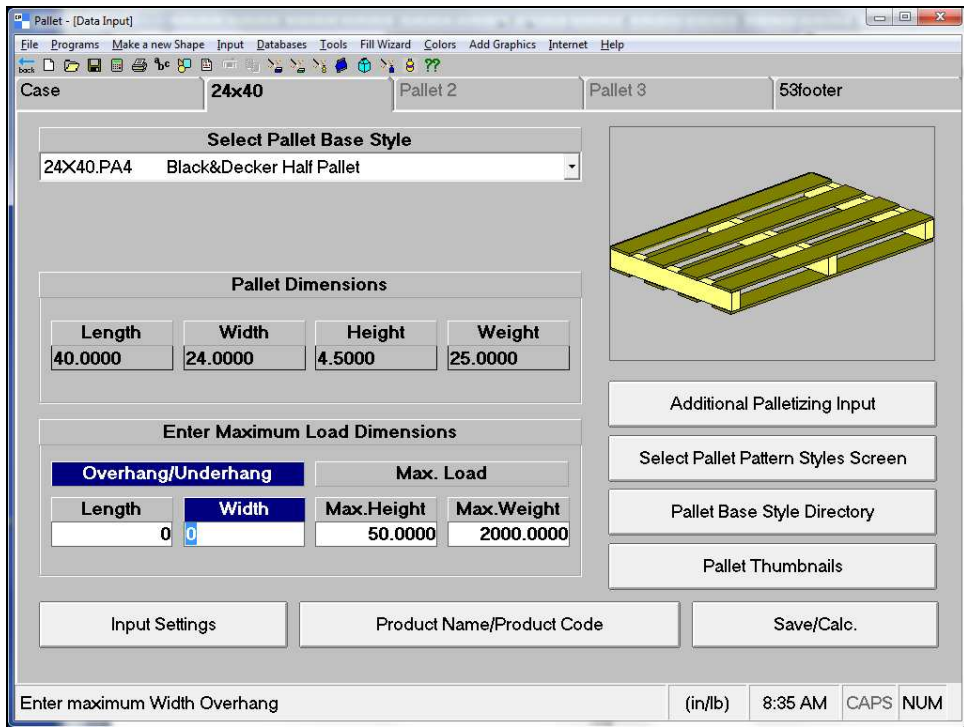 Pallet - [Data Input]
File Programs Make a new Shape Input Databases Tools Fill Wizard Colors Add Graphics Internet Help
back
Case 24x40 Pallet 2 Pallet 3 53footer
Select Pallet Base Style
24X40.PA4 Black&Decker Half Pallet
Pallet Dimensions
Length Width Height Weight
40.0000 24.0000 4.5000 25.0000
Enter Maximum Load Dimensions
Overhang/Underhang Max. Load
Length Width Max.Height Max.Weight
0 0 50.0000 2000.0000
Additional Palletizing Input
Select Pallet Pattern Styles Screen
Pallet Base Style Directory
Pallet Thumbnails
Input Settings Product Name/Product Code Save/Calc.
Enter maximum Width Overhang (in/lb) 8:35 AM CAPS NUM